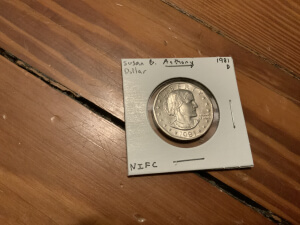 Susan B. Anthony 1981
Dollar D
NIFC